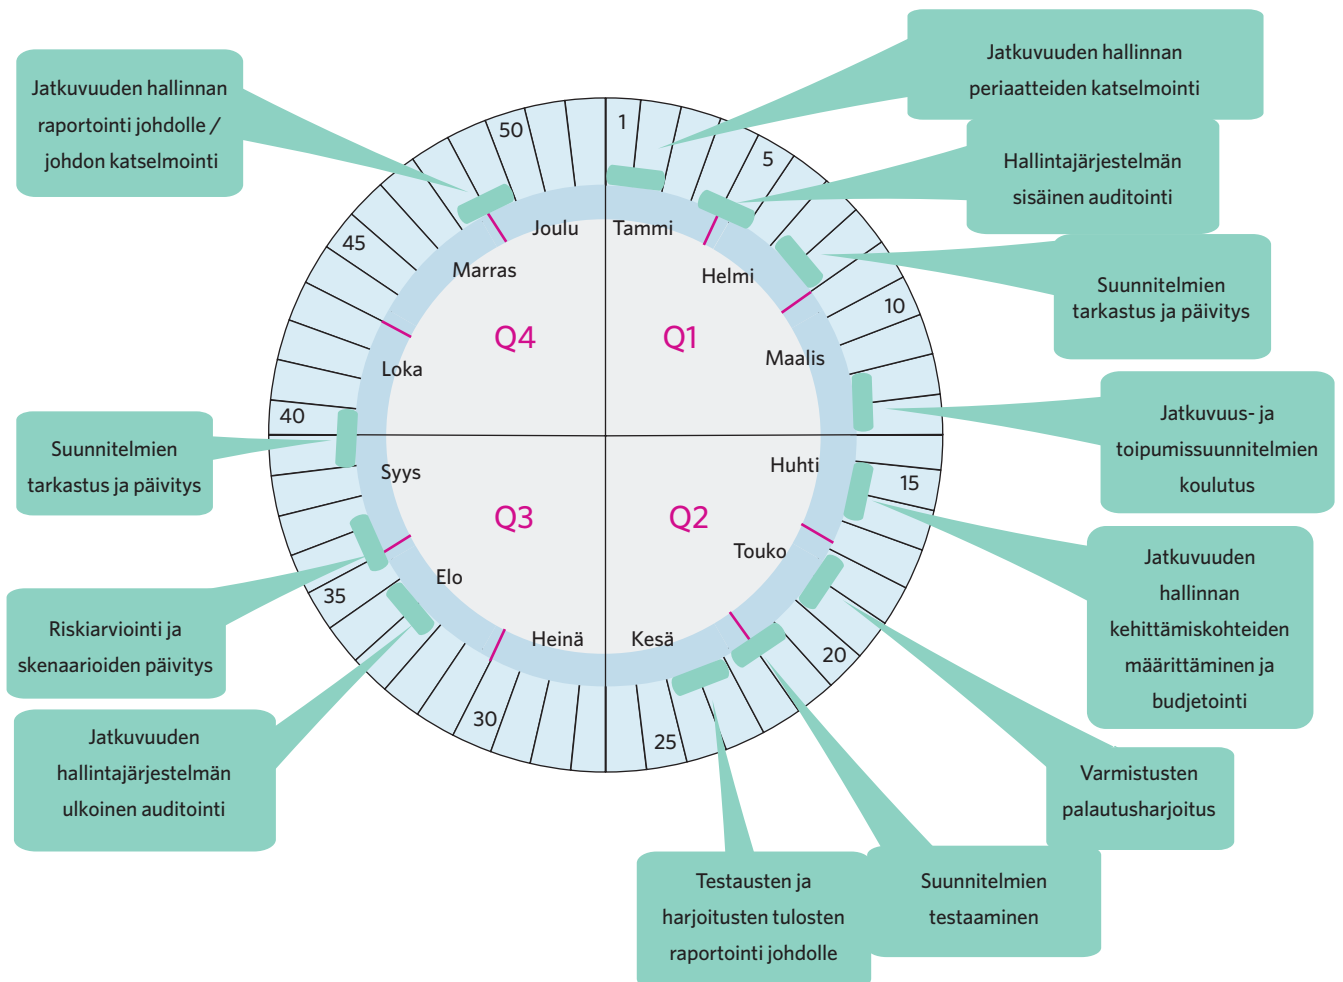 Jatkuvuuden hallinnan
periaatteiden katselmointi
Hallintajärjestelmän
sisäinen auditointi
Suunnitelmien
tarkastus ja päivitys
Jatkuvuus- ja
toipumissuunnitelmien
koulutus
Jatkuvuuden
hallinnan
kehittämiskohteiden
määrittäminen ja
budjetointi
Varmistusten
palautusharjoitus
Suunnitelmien
testaaminen
Testausten ja
harjoitusten tulosten
raportointi johdolle
Jatkuvuuden
hallintajärjestelmän
ulkoinen auditointi
Riskiarviointi ja
skenaarioiden päivitys
Suunnitelmien
tarkastus ja päivitys
Jatkuvuuden hallinnan
raportointi johdolle /
johdon katselmointi
1
5
10
15
20
25
30
35
40
45
50
Tammi
Helmi
Maalis
Huhti
Touko
Kesä
Heinä
Elo
Syys
Loka
Marras
Joulu
Q1
Q2
Q3
Q4